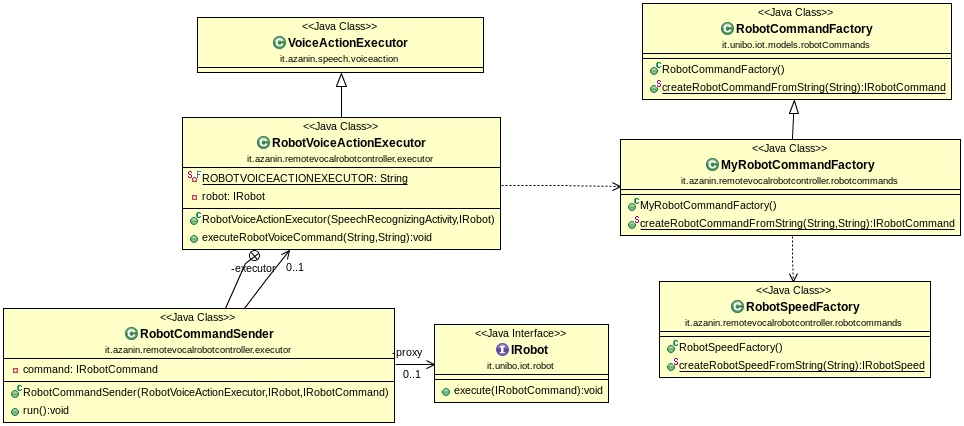 <<Java Class>>
VoiceActionExecutor
it.azanin.speech.voiceaction
<<Java Class>>
RobotCommandFactory
it.unibo.iot.models.robotCommands
RobotCommandFactory()
createRobotCommandFromString(String):IRobotCommand
<<Java Class>>
RobotVoiceActionExecutor
it.azanin.remotevocalrobotcontroller.executor
ROBOTVOICEACTIONEXECUTOR: String
robot: IRobot
RobotVoiceActionExecutor(SpeechRecognizingActivity,IRobot)
executeRobotVoiceCommand(String,String):void
<<Java Class>>
MyRobotCommandFactory
it.azanin.remotevocalrobotcontroller.robotcommands
MyRobotCommandFactory()
createRobotCommandFromString(String,String):IRobotCommand
-executor
0..1
<<Java Class>>
RobotSpeedFactory
it.azanin.remotevocalrobotcontroller.robotcommands
RobotSpeedFactory()
createRobotSpeedFromString(String):IRobotSpeed
<<Java Class>>
RobotCommandSender
it.azanin.remotevocalrobotcontroller.executor
command: IRobotCommand
RobotCommandSender(RobotVoiceActionExecutor,IRobot,IRobotCommand)
run():void
-proxy
0..1
<<Java Interface>>
IRobot
it.unibo.iot.robot
execute(IRobotCommand):void